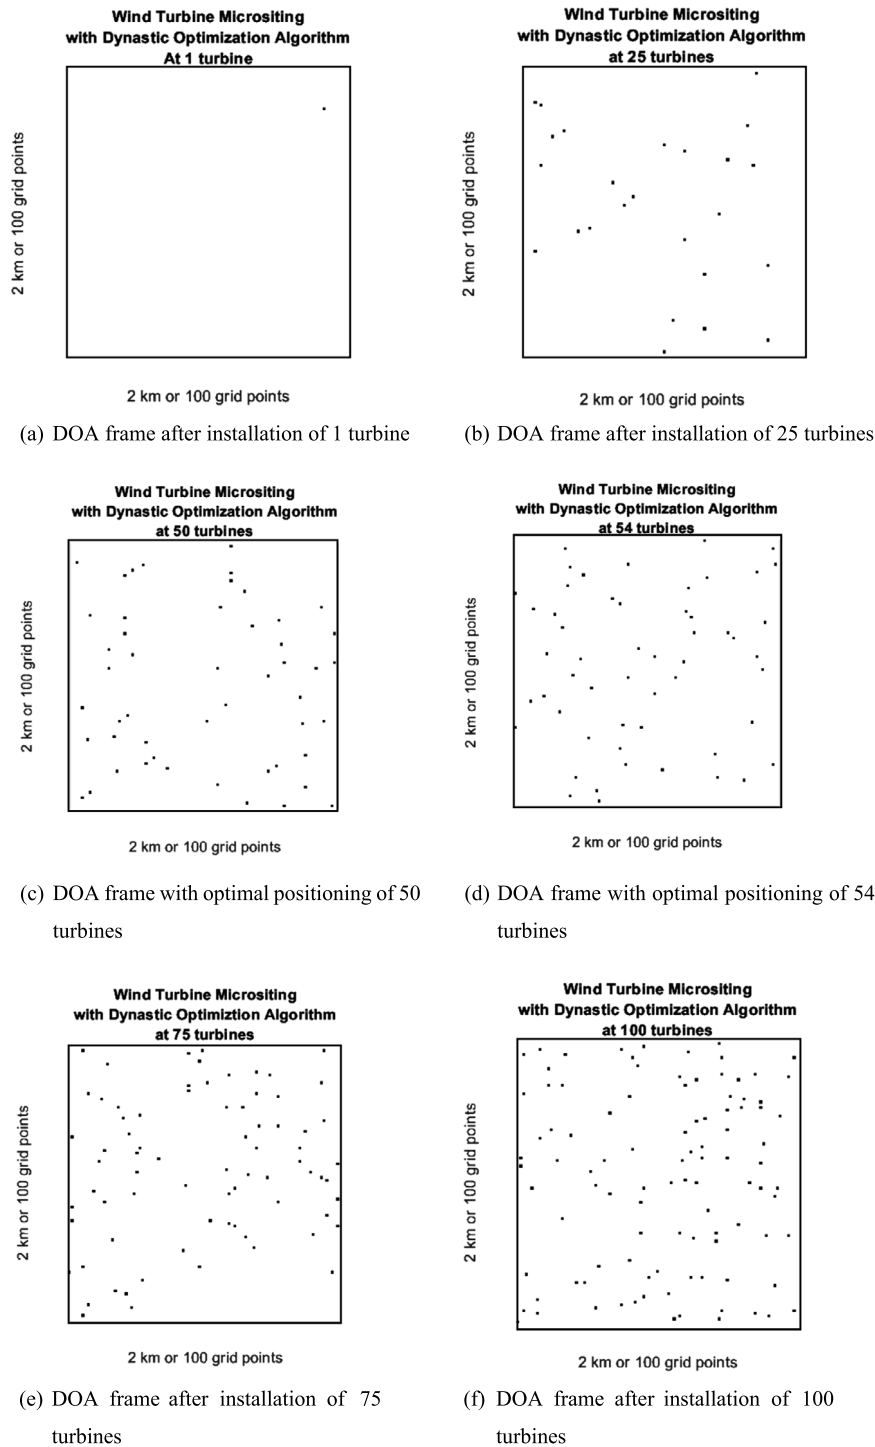 Wind Turbine Micrositing
with Dynastic Optimization Algorithm
At 1 turbine
2 km or 100 grid points
2 km or 100 grid points
(a) DOA frame after installation of 1 turbine
Wind Turbine Micrositing
with Dynastic Optimization Algorithm
at 25 turbines
2 km or 100 grid points
2 km or 100 grid points
(b) DOA frame after installation of 25 turbines
Wind Turbine Micrositing
with Dynastic Optimization Algorithm
at 50 turbines
2 km or 100 grid points
2 km or 100 grid points
(c) DOA frame with optimal positioning of 50
turbines
Wind Turbine Micrositing
with Dynastic Optimization Algorithm
at 54 turbines
2 km or 100 grid points
2 km or 100 grid points
(d) DOA frame with optimal positioning of 54
turbines
Wind Turbine Micrositing
with Dynastic Optimiztion Algorithm
at 75 turbines
2 km or 100 grid points
2 km or 100 grid points
(e) DOA frame after installation of 75
turbines
Wind Turbine Micrositing
with Dynastic Optimization Algorithm
at 100 turbines
2 km or 100 grid points
2 km or 100 grid points
(f) DOA frame after installation of 100
turbines